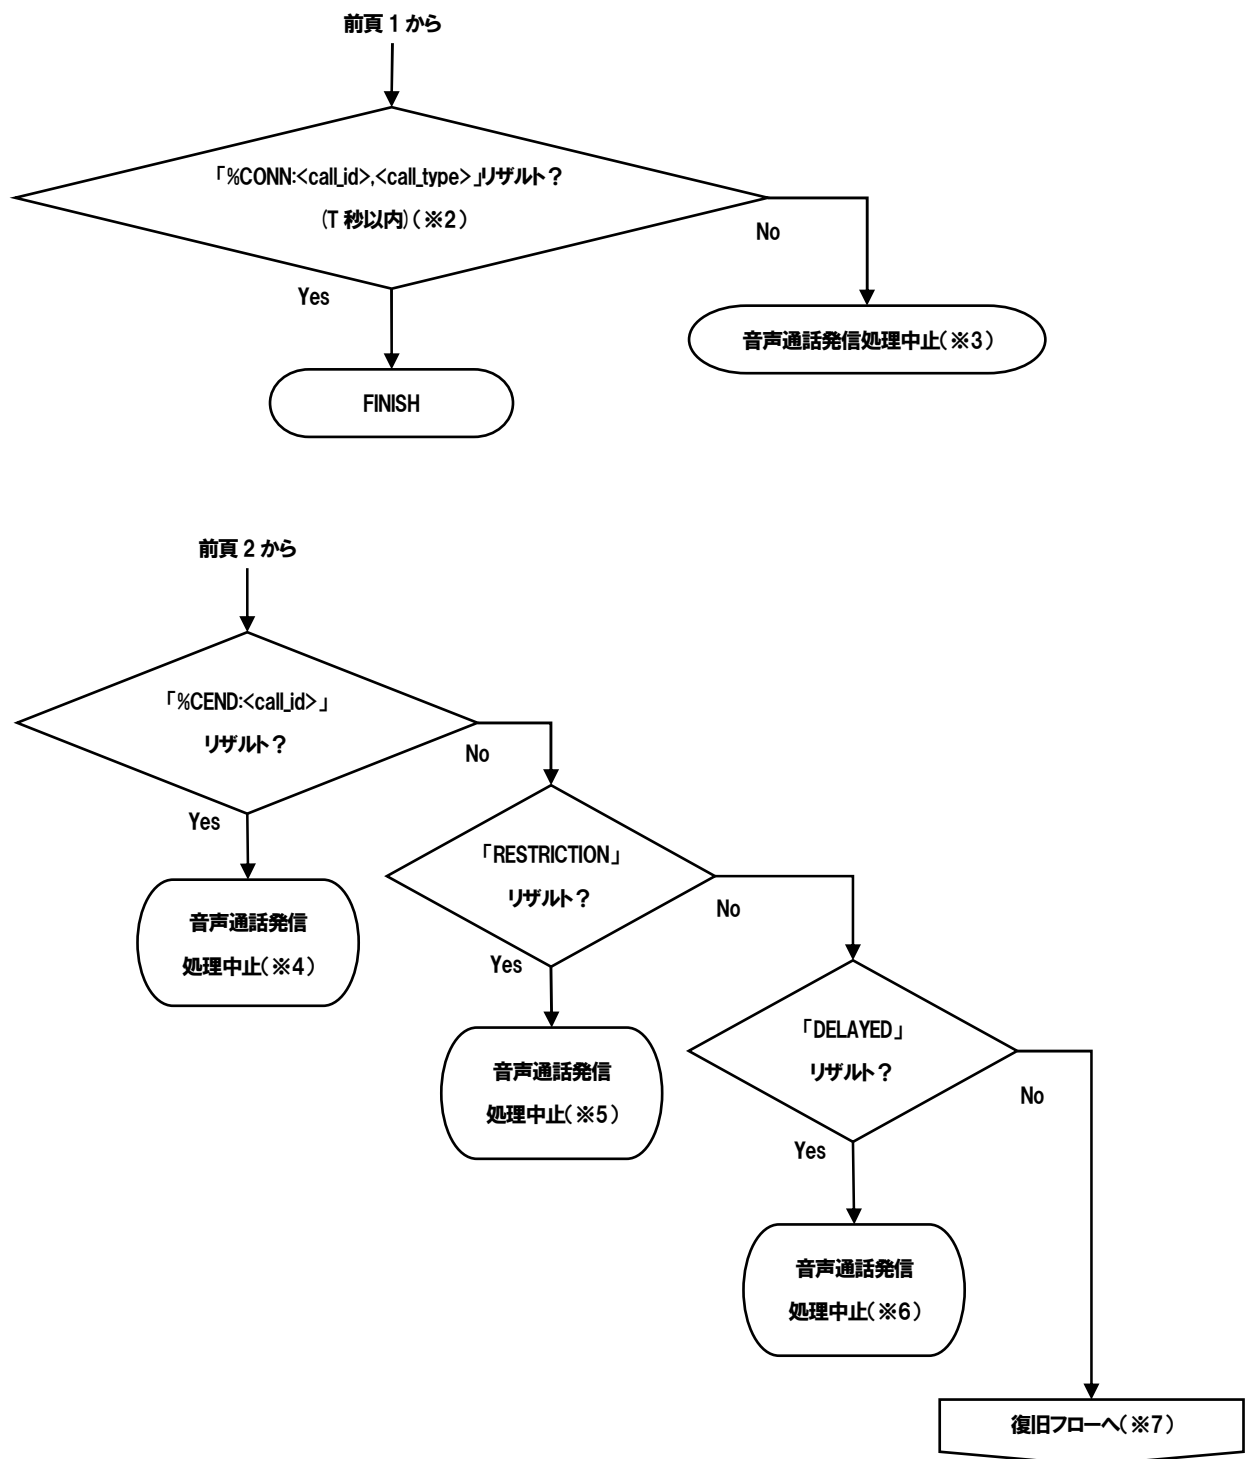 前頁 1 から
「%CONN:<call_id>,<call_type>」リザルト?
(T 秒以内)(※2)
No
Yes
音声通話発信処理中止(※3)
FINISH
前頁 2 から
「%CEND:<call_id>」
リザルト?
No
Yes
「RESTRICTION」
リザルト?
No
音声通話発信
処理中止(※4)
Yes
「DELAYED」
リザルト?
No
音声通話発信
処理中止(※5)
Yes
音声通話発信
処理中止(※6)
復旧フローへ(※7)